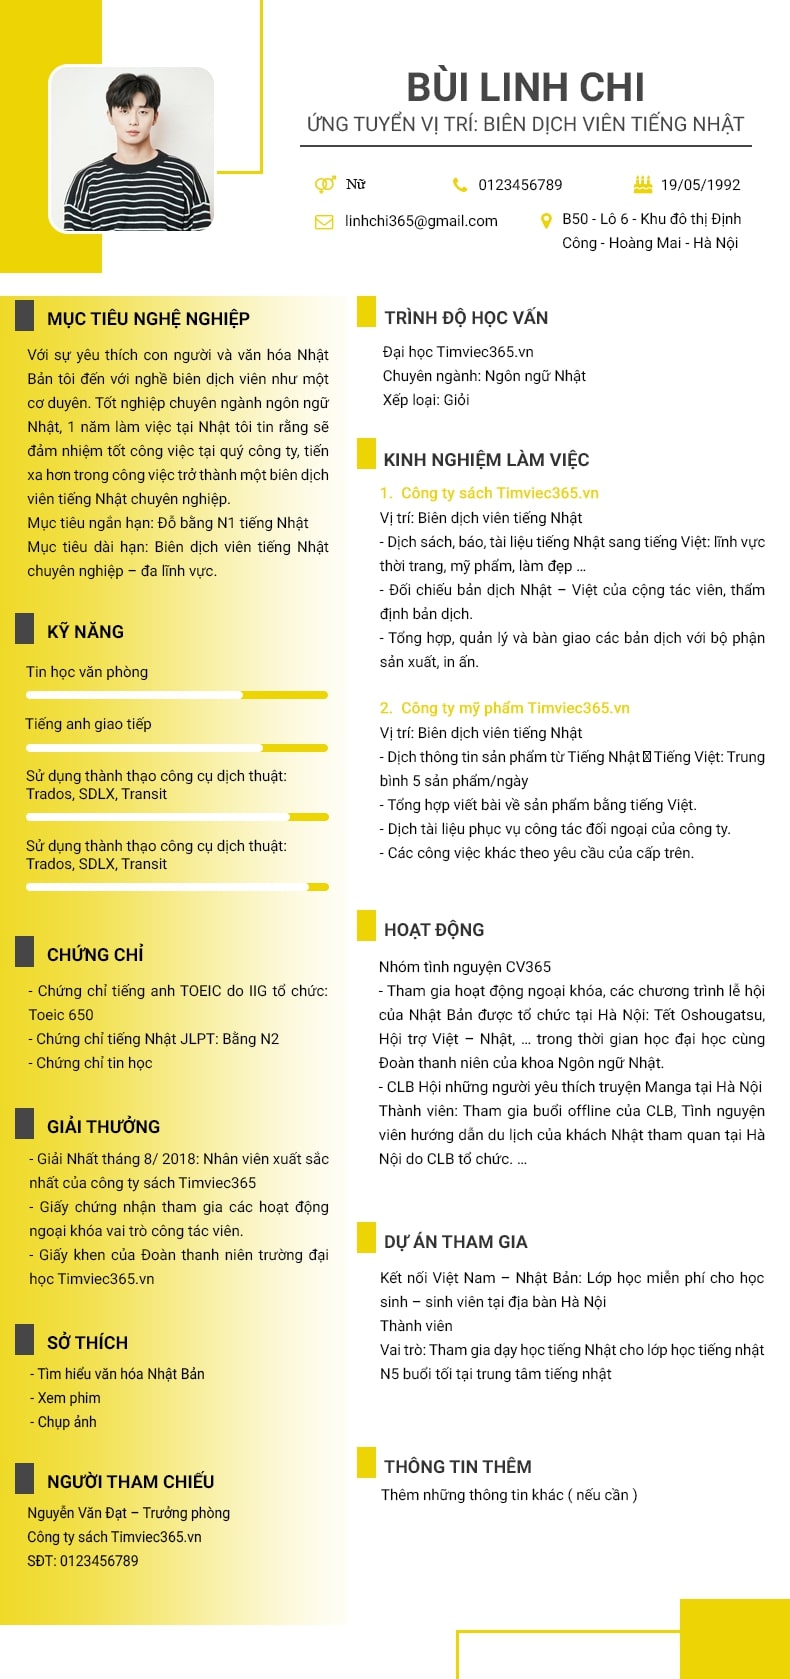 BÙI LINH CHI
ỨNG TUYỂN VỊ TRÍ: BIÊN DỊCH VIÊN TIẾNG NHẬT
Nữ
0123456789
19/05/1992
linhchi365@gmail.com
B50 - Lô 6 - Khu đô thị Định
Công - Hoàng Mai - Hà Nội
MỤC TIÊU NGHỆ NGHIỆP
Với sự yêu thích con người và văn hóa Nhật
Bản tôi đến với nghề biên dịch viên như một
cơ duyên. Tốt nghiệp chuyên ngành ngôn ngữ
Nhật, 1 năm làm việc tại Nhật tôi tin rằng sẽ
đảm nhiệm tốt công việc tại quý công ty, tiến
xa hơn trong công việc trở thành một biên dịch
viên tiếng Nhật chuyên nghiệp.
Mục tiêu ngắn hạn: Đỗ bằng N1 tiếng Nhật
Mục tiêu dài hạn: Biên dịch viên tiếng Nhật
chuyên nghiệp – đa lĩnh vực.
KỸ NĂNG
Tin học văn phòng
Tiếng anh giao tiếp
Sử dụng thành thạo công cụ dịch thuật:
Trados, SDLX, Transit
Sử dụng thành thạo công cụ dịch thuật:
Trados, SDLX, Transit
CHỨNG CHỈ
- Chứng chỉ tiếng anh TOEIC do IIG tổ chức:
Toeic 650
- Chứng chỉ tiếng Nhật JLPT: Bằng N2
- Chứng chỉ tin học
GIẢI THƯỞNG
- Giải Nhất tháng 8/ 2018: Nhân viên xuất sắc
nhất của công ty sách Timviec365
- Giấy chứng nhận tham gia các hoạt động
ngoại khóa vai trò công tác viên.
- Giấy khen của Đoàn thanh niên trường đại
học Timviec365.vn
SỞ THÍCH
- Tìm hiểu văn hóa Nhật Bản
- Xem phim
- Chụp ảnh
NGƯỜI THAM CHIẾU
Nguyễn Văn Đạt – Trưởng phòng
Công ty sách Timviec365.vn
SĐT: 0123456789
TRÌNH ĐỘ HỌC VẤN
Đại học Timviec365.vn
Chuyên ngành: Ngôn ngữ Nhật
Xếp loại: Giỏi
KINH NGHIỆM LÀM VIỆC
1. Công ty sách Timviec365.vn
Vị trí: Biên dịch viên tiếng Nhật
- Dịch sách, báo, tài liệu tiếng Nhật sang tiếng Việt: lĩnh vực
thời trang, mỹ phẩm, làm đẹp ...
- Đối chiếu bản dịch Nhật – Việt của cộng tác viên, thẩm
định bản dịch.
- Tổng hợp, quản lý và bàn giao các bản dịch với bộ phận
sản xuất, in ấn.
2. Công ty mỹ phẩm Timviec365.vn
Vị trí: Biên dịch viên tiếng Nhật
- Dịch thông tin sản phẩm từ Tiếng Nhật Tiếng Việt: Trung
bình 5 sản phẩm/ngày
- Tổng hợp viết bài về sản phẩm bằng tiếng Việt.
- Dịch tài liệu phục vụ công tác đối ngoại của công ty.
- Các công việc khác theo yêu cầu của cấp trên.
HOẠT ĐỘNG
Nhóm tình nguyện CV365
- Tham gia hoạt động ngoại khóa, các chương trình lễ hội
của Nhật Bản được tổ chức tại Hà Nội: Tết Oshougatsu,
Hội trợ Việt – Nhật, ... trong thời gian học đại học cùng
Đoàn thanh niên của khoa Ngôn ngữ Nhật.
- CLB Hội những người yêu thích truyện Manga tại Hà Nội
Thành viên: Tham gia buổi offline của CLB, Tình nguyện
viên hướng dẫn du lịch của khách Nhật tham quan tại Hà
Nội do CLB tổ chức. ...
DỰ ÁN THAM GIA
Kết nối Việt Nam – Nhật Bản: Lớp học miễn phí cho học
sinh – sinh viên tại địa bàn Hà Nội
Thành viên
Vai trò: Tham gia dạy học tiếng Nhật cho lớp học tiếng nhật
N5 buổi tối tại trung tâm tiếng nhật
THÔNG TIN THÊM
Thêm những thông tin khác ( nếu cần )